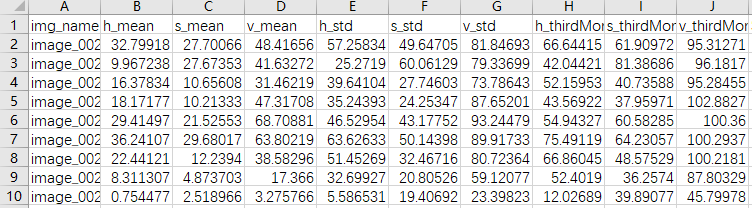 A B C D E F G H I J
1 img_name h_mean s_mean v_mean h_std s_std v_std h_thirdMor s_thirdMor v_thirdMor
2 image_002 32.79918 27.70066 48.41656 57.25834 49.64705 81.84693 66.64415 61.90972 95.31271
3 image_002 9.967238 27.67353 41.63272 25.2719 60.06129 79.33699 42.04421 81.38686 96.1817
4 image_002 16.37834 10.65608 31.46219 39.64104 27.74603 73.78643 52.15953 40.73588 95.28455
5 image_002 18.17177 10.21333 47.31708 35.24393 24.25347 87.65201 43.56922 37.95971 102.8827
6 image_002 29.41497 21.52553 68.70881 46.52954 43.17752 93.24479 54.94327 60.58285 100.36
7 image_002 36.24107 29.68017 63.80219 63.62633 50.14398 89.91733 75.49119 64.23057 100.2937
8 image_002 22.44121 12.2394 38.58296 51.45269 32.46716 80.72364 66.86045 48.57529 100.2181
9 image_002 8.311307 4.873703 17.366 32.69927 20.80526 59.12077 52.4019 36.2574 87.80329
10 image_002 0.754477 2.518966 3.275766 5.586531 19.40692 23.39823 12.02689 39.89077 45.79978